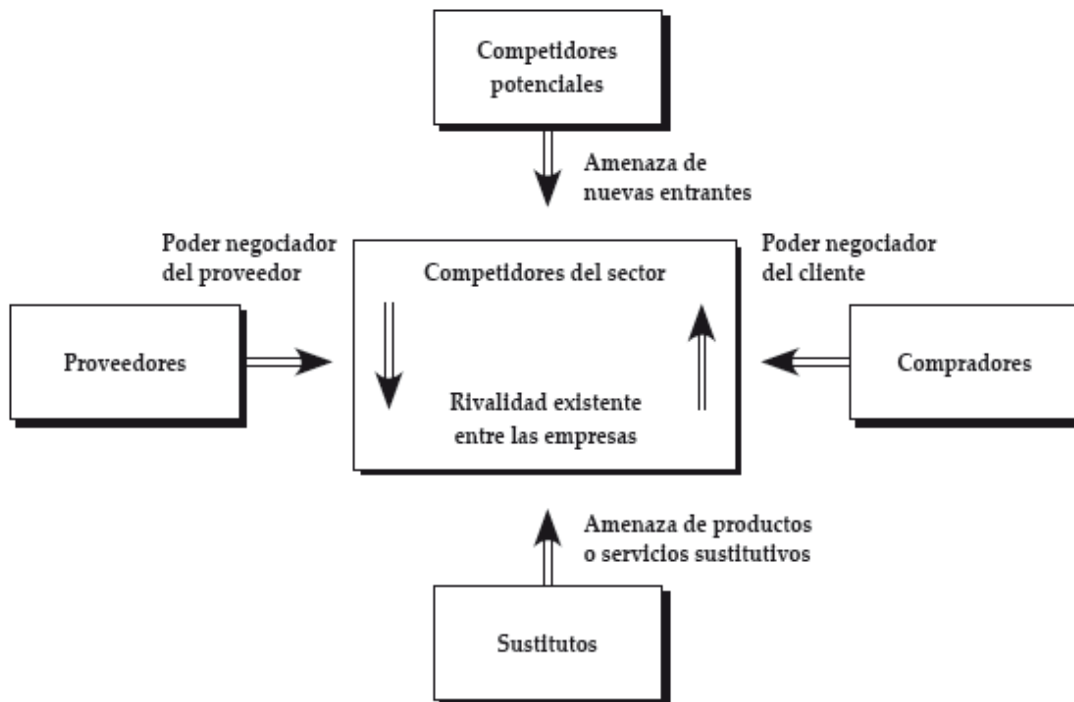 Competidores
potenciales
Amenaza de
nuevas entrantes
Poder negociador
del proveedor
Competidores del sector
Poder negociador
del cliente
Proveedores
Compradores
Rivalidad existente
entre las empresas
Amenaza de productos
o servicios sustitutivos
Sustitutos